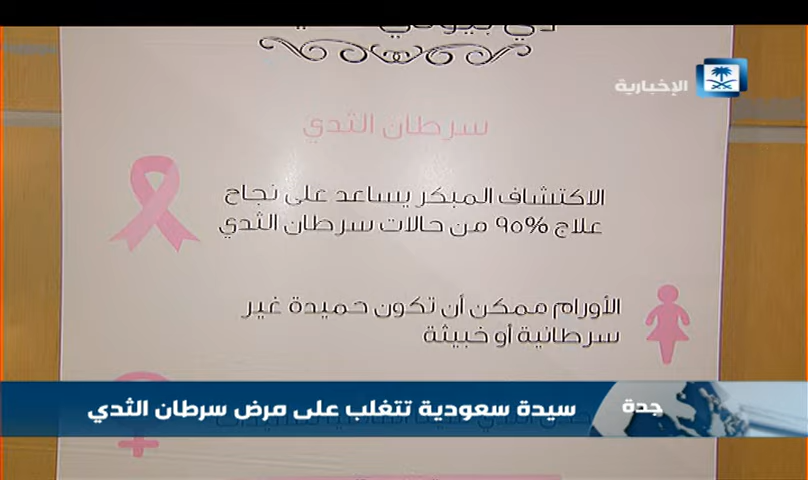 الإخبارية
سرطان الثدي
الاكتشاف المبكر يساعد على نجاح
علاج %٩٥ من حالات سرطان الثدي
الأورام ممكن أن تكون حميدة غير
سرطانية أو خبيثة
جدة
سيدة سعودية تتغلب على مرض سرطان الثدي